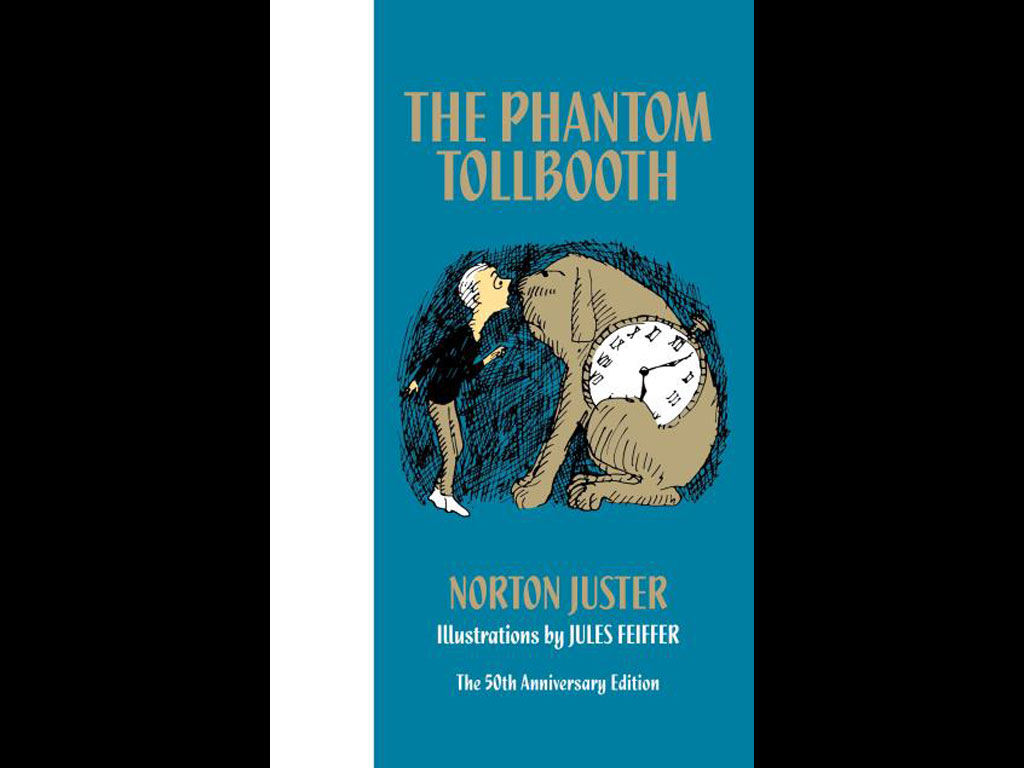 THE PHANTOM
TOLLBOOTH
NORTON JUSTER
Illustrations by JULES FEIFFER
The 50th Anniversary Edition